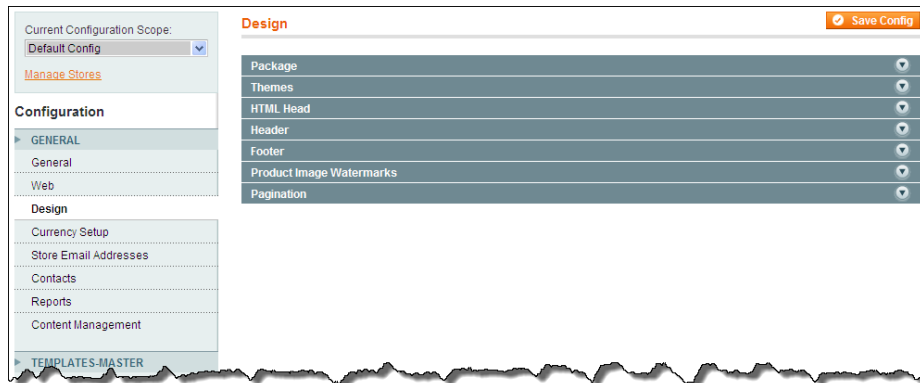 Current Configuration Scope:
Default Config
Manage Stores
Configuration
GENERAL
General
Web
Design
Currency Setup
Store Email Addresses
Contacts
Reports
Content Management
TEMPLATES-MASTER
Design
Save Config
Package
Themes
HTML Head
Header
Footer
Product Image Watermarks
Pagination